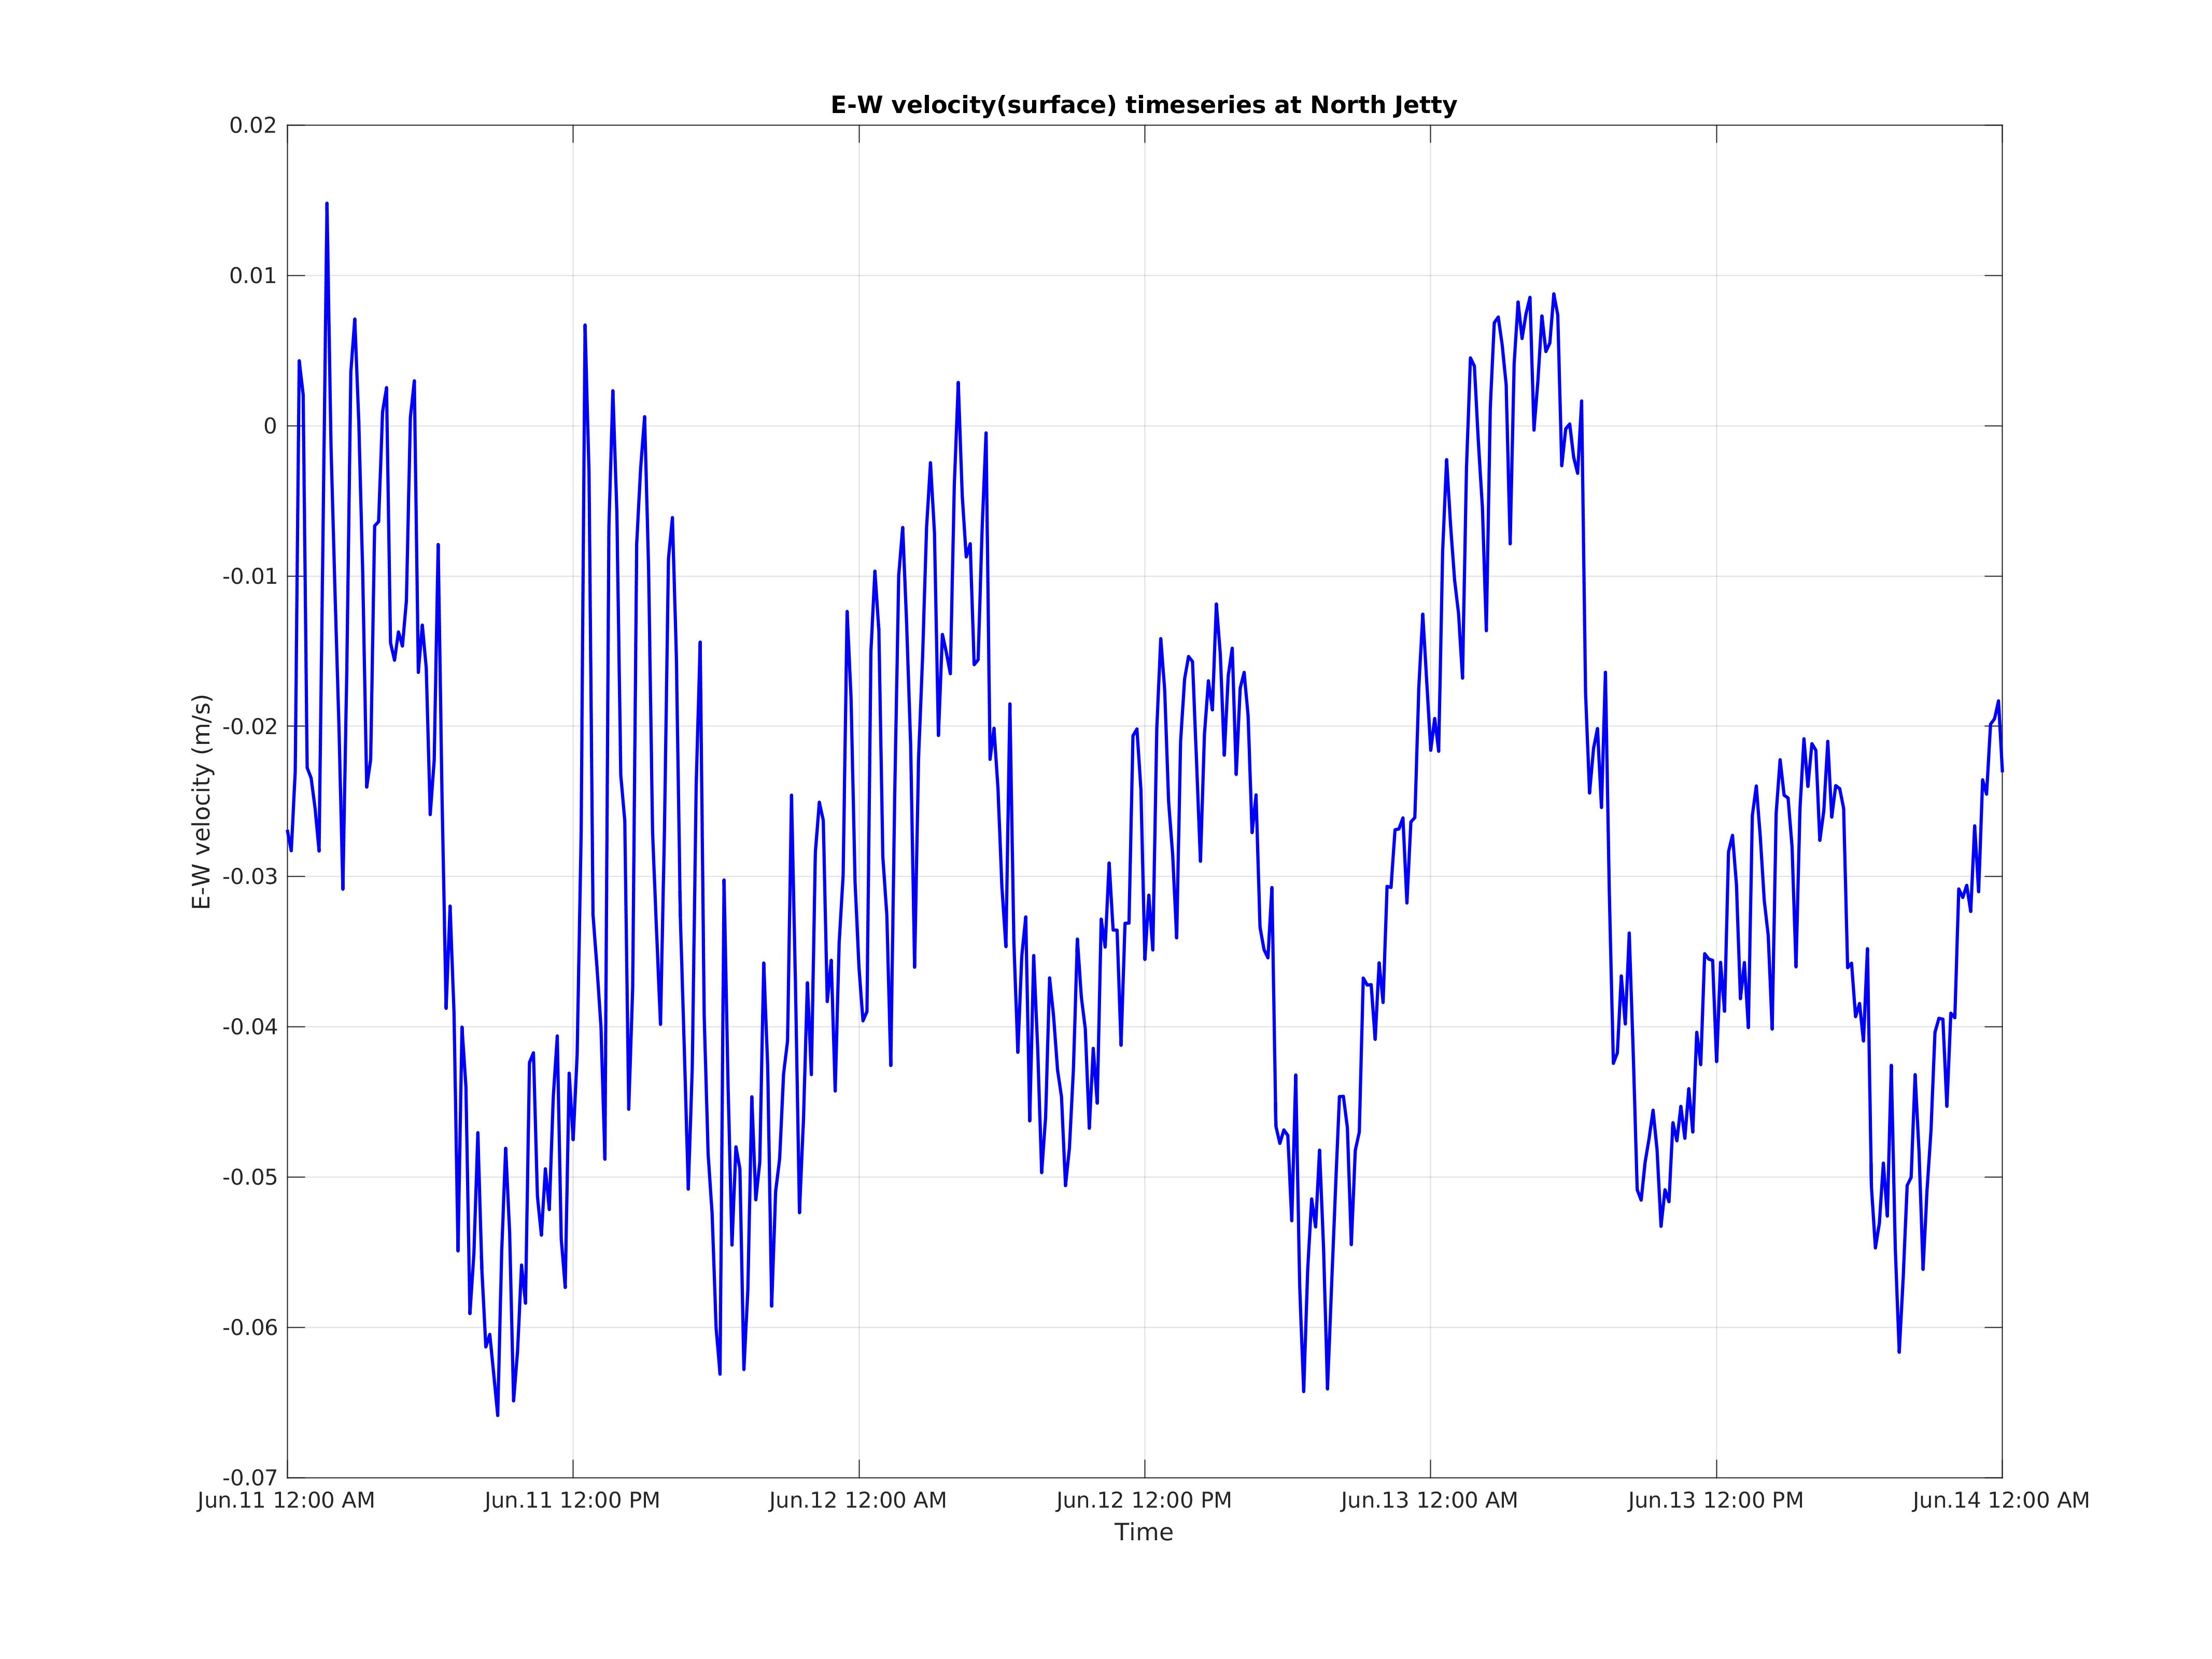 E-W velocity(surface) timeseries at North Jetty
0.02
0.01
0
-0.01
-0.02
-0.03
-0.04
-0.05
-0.06
-0.07
E-W velocity (m/s)
Jun.11 12:00 AM
Jun.11 12:00 PM
Jun.12 12:00 AM
Jun.12 12:00 PM
Jun.13 12:00 AM
Jun.13 12:00 PM
Jun.14 12:00 AM
Time